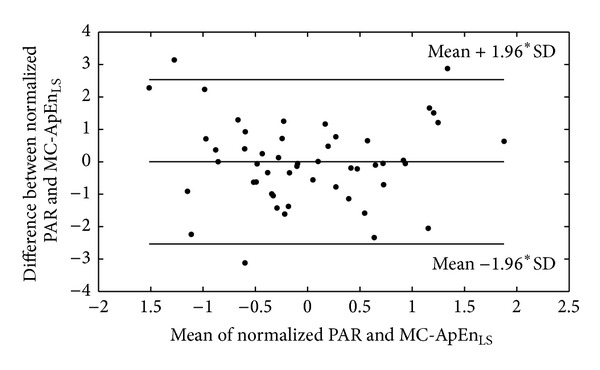 4
3
2
1
0
−1
−2
−3
−4
Difference between normalized
PAR and MC-ApEn_LS
Mean + 1.96*SD
Mean −1.96*SD
−2 1.5 −1 −0.5 0 0.5 1 1.5 2 2.5
Mean of normalized PAR and MC-ApEn_LS